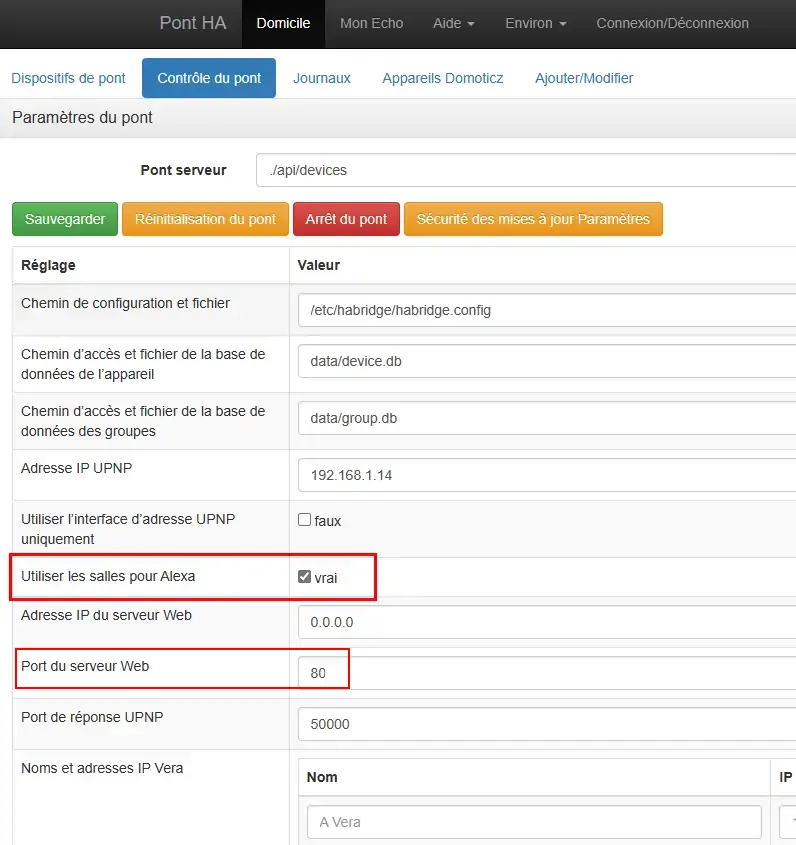 Pont HA Domicile Mon Echo Aide Environ Connexion/Déconnexion
Dispositifs de pont Contrôle du pont Journaux Appareils Domoticz Ajouter/Modifier
Paramètres du pont
Pont serveur ./api/devices
Sauvegarder Réinitialisation du pont Arrêt du pont Sécurité des mises à jour Paramètres
Réglage Valeur
Chemin de configuration et fichier /etc/habridge/habridge.config
Chemin d’accès et fichier de la base de
données de l’appareil
data/device.db
Chemin d’accès et fichier de la base de
données des groupes
data/group.db
Adresse IP UPNP 192.168.1.14
Utiliser l’interface d’adresse UPNP
uniquement
faux
Utiliser les salles pour Alexa vrai
Adresse IP du serveur Web 0.0.0.0
Port du serveur Web 80
Port de réponse UPNP 50000
Noms et adresses IP Vera
Nom IP
A Vera